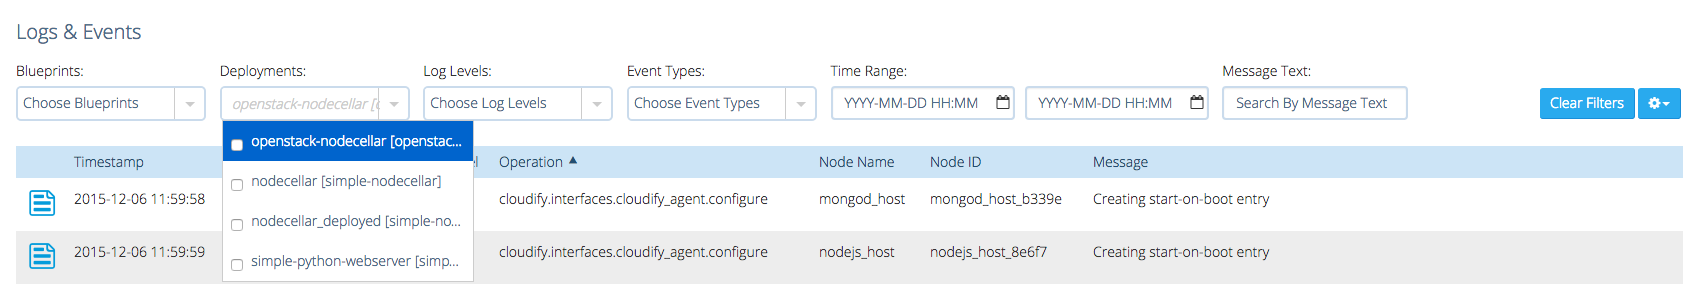 Logs & Events
Blueprints: Deployments: Log Levels: Event Types: Time Range: Message Text:
Choose Blueprints openstack-nodecellar [ Choose Log Levels Choose Event Types YYYY-MM-DD HH:MM YYYY-MM-DD HH:MM Search By Message Text Clear Filters
openstack-nodecellar [openstac...
Timestamp Operation Node Name Node ID Message
nodecellar [simple-nodecellar]
2015-12-06 11:59:58 cloudify.interfaces.cloudify_agent.configure mongod_host mongod_host_b339e Creating start-on-boot entry
nodecellar_deployed [simple-no...
2015-12-06 11:59:59 cloudify.interfaces.cloudify_agent.configure nodejs_host nodejs_host_8e6f7 Creating start-on-boot entry
simple-python-webserver [simp...